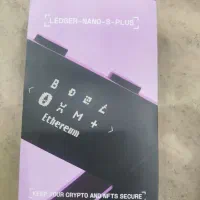 LEDGER-NANO-S-PLUS
Ethereum
KEEP YOUR CRYPTO AND NFTS SECURE